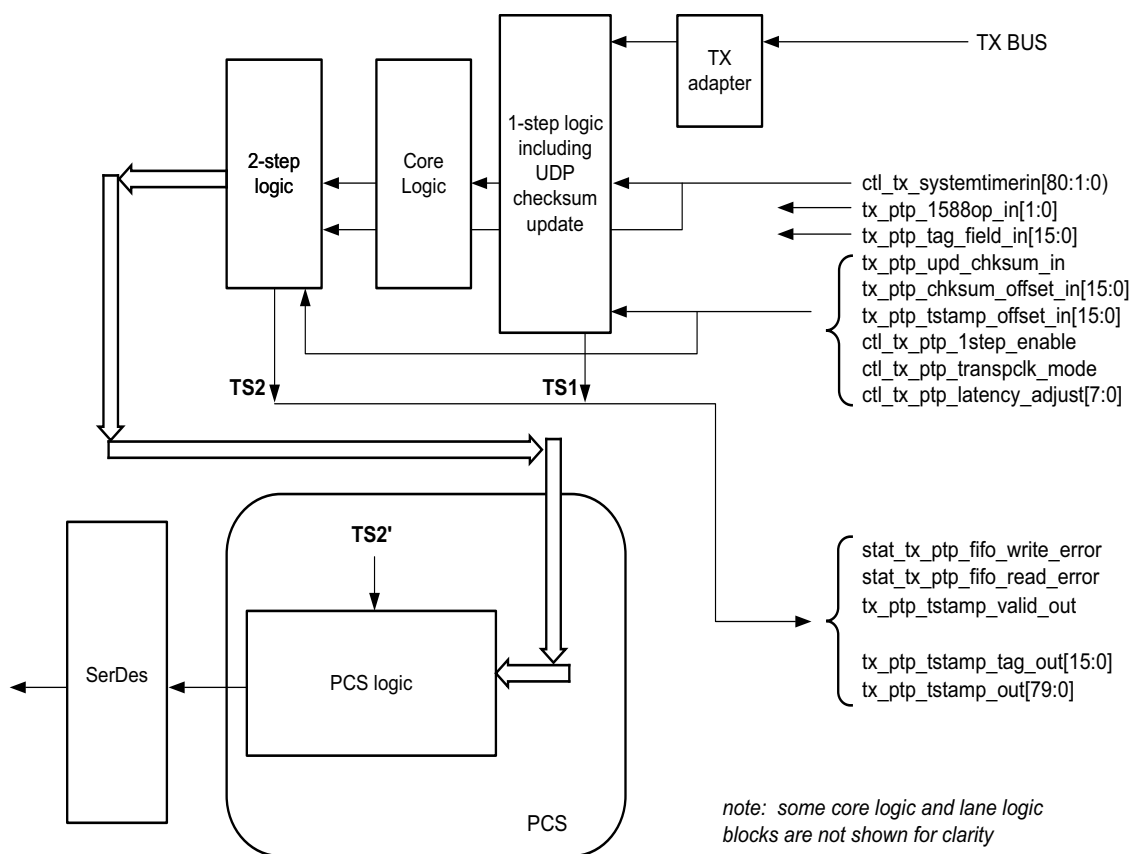 TX BUS
TX
adapter
1-step logic
including
UDP
checksum
update
Core
Logic
2-step
logic
ctl_tx_systemtimerin[80:1:0)
tx_ptp_1588op_in[1:0]
tx_ptp_tag_field_in[15:0]
tx_ptp_upd_chksum_in
tx_ptp_chksum_offset_in[15:0]
tx_ptp_tstamp_offset_in[15:0]
ctl_tx_ptp_1step_enable
ctl_tx_ptp_transpclk_mode
ctl_tx_ptp_latency_adjust[7:0]
TS2
TS1
TS2'
SerDes
PCS logic
PCS
stat_tx_ptp_fifo_write_error
stat_tx_ptp_fifo_read_error
tx_ptp_tstamp_valid_out
tx_ptp_tstamp_tag_out[15:0]
tx_ptp_tstamp_out[79:0]
note: some core logic and lane logic
blocks are not shown for clarity